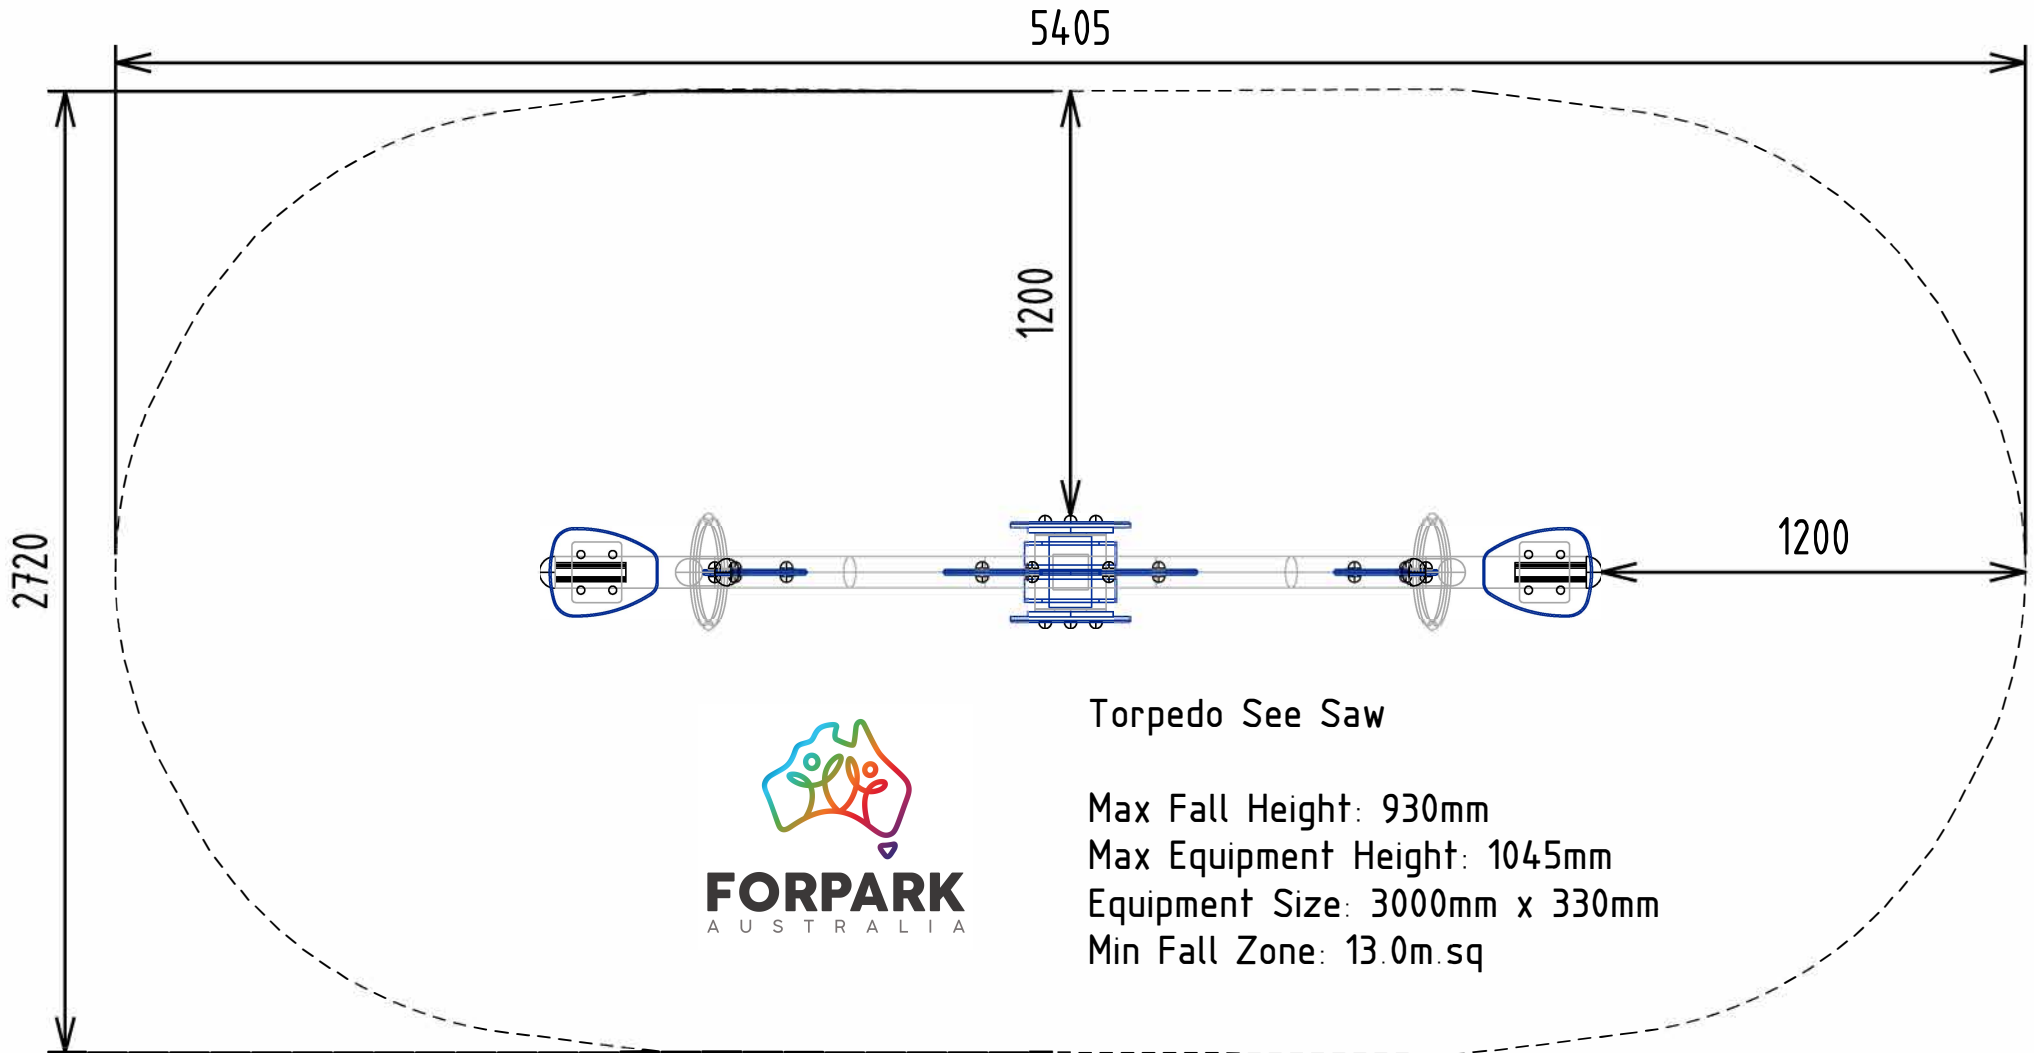 5405
1200
1200
2720
Torpedo See Saw
Max Fall Height: 930mm
Max Equipment Height: 1045mm
Equipment Size: 3000mm x 330mm
Min Fall Zone: 13.0m.sq
FORPARK
AUSTRALIA